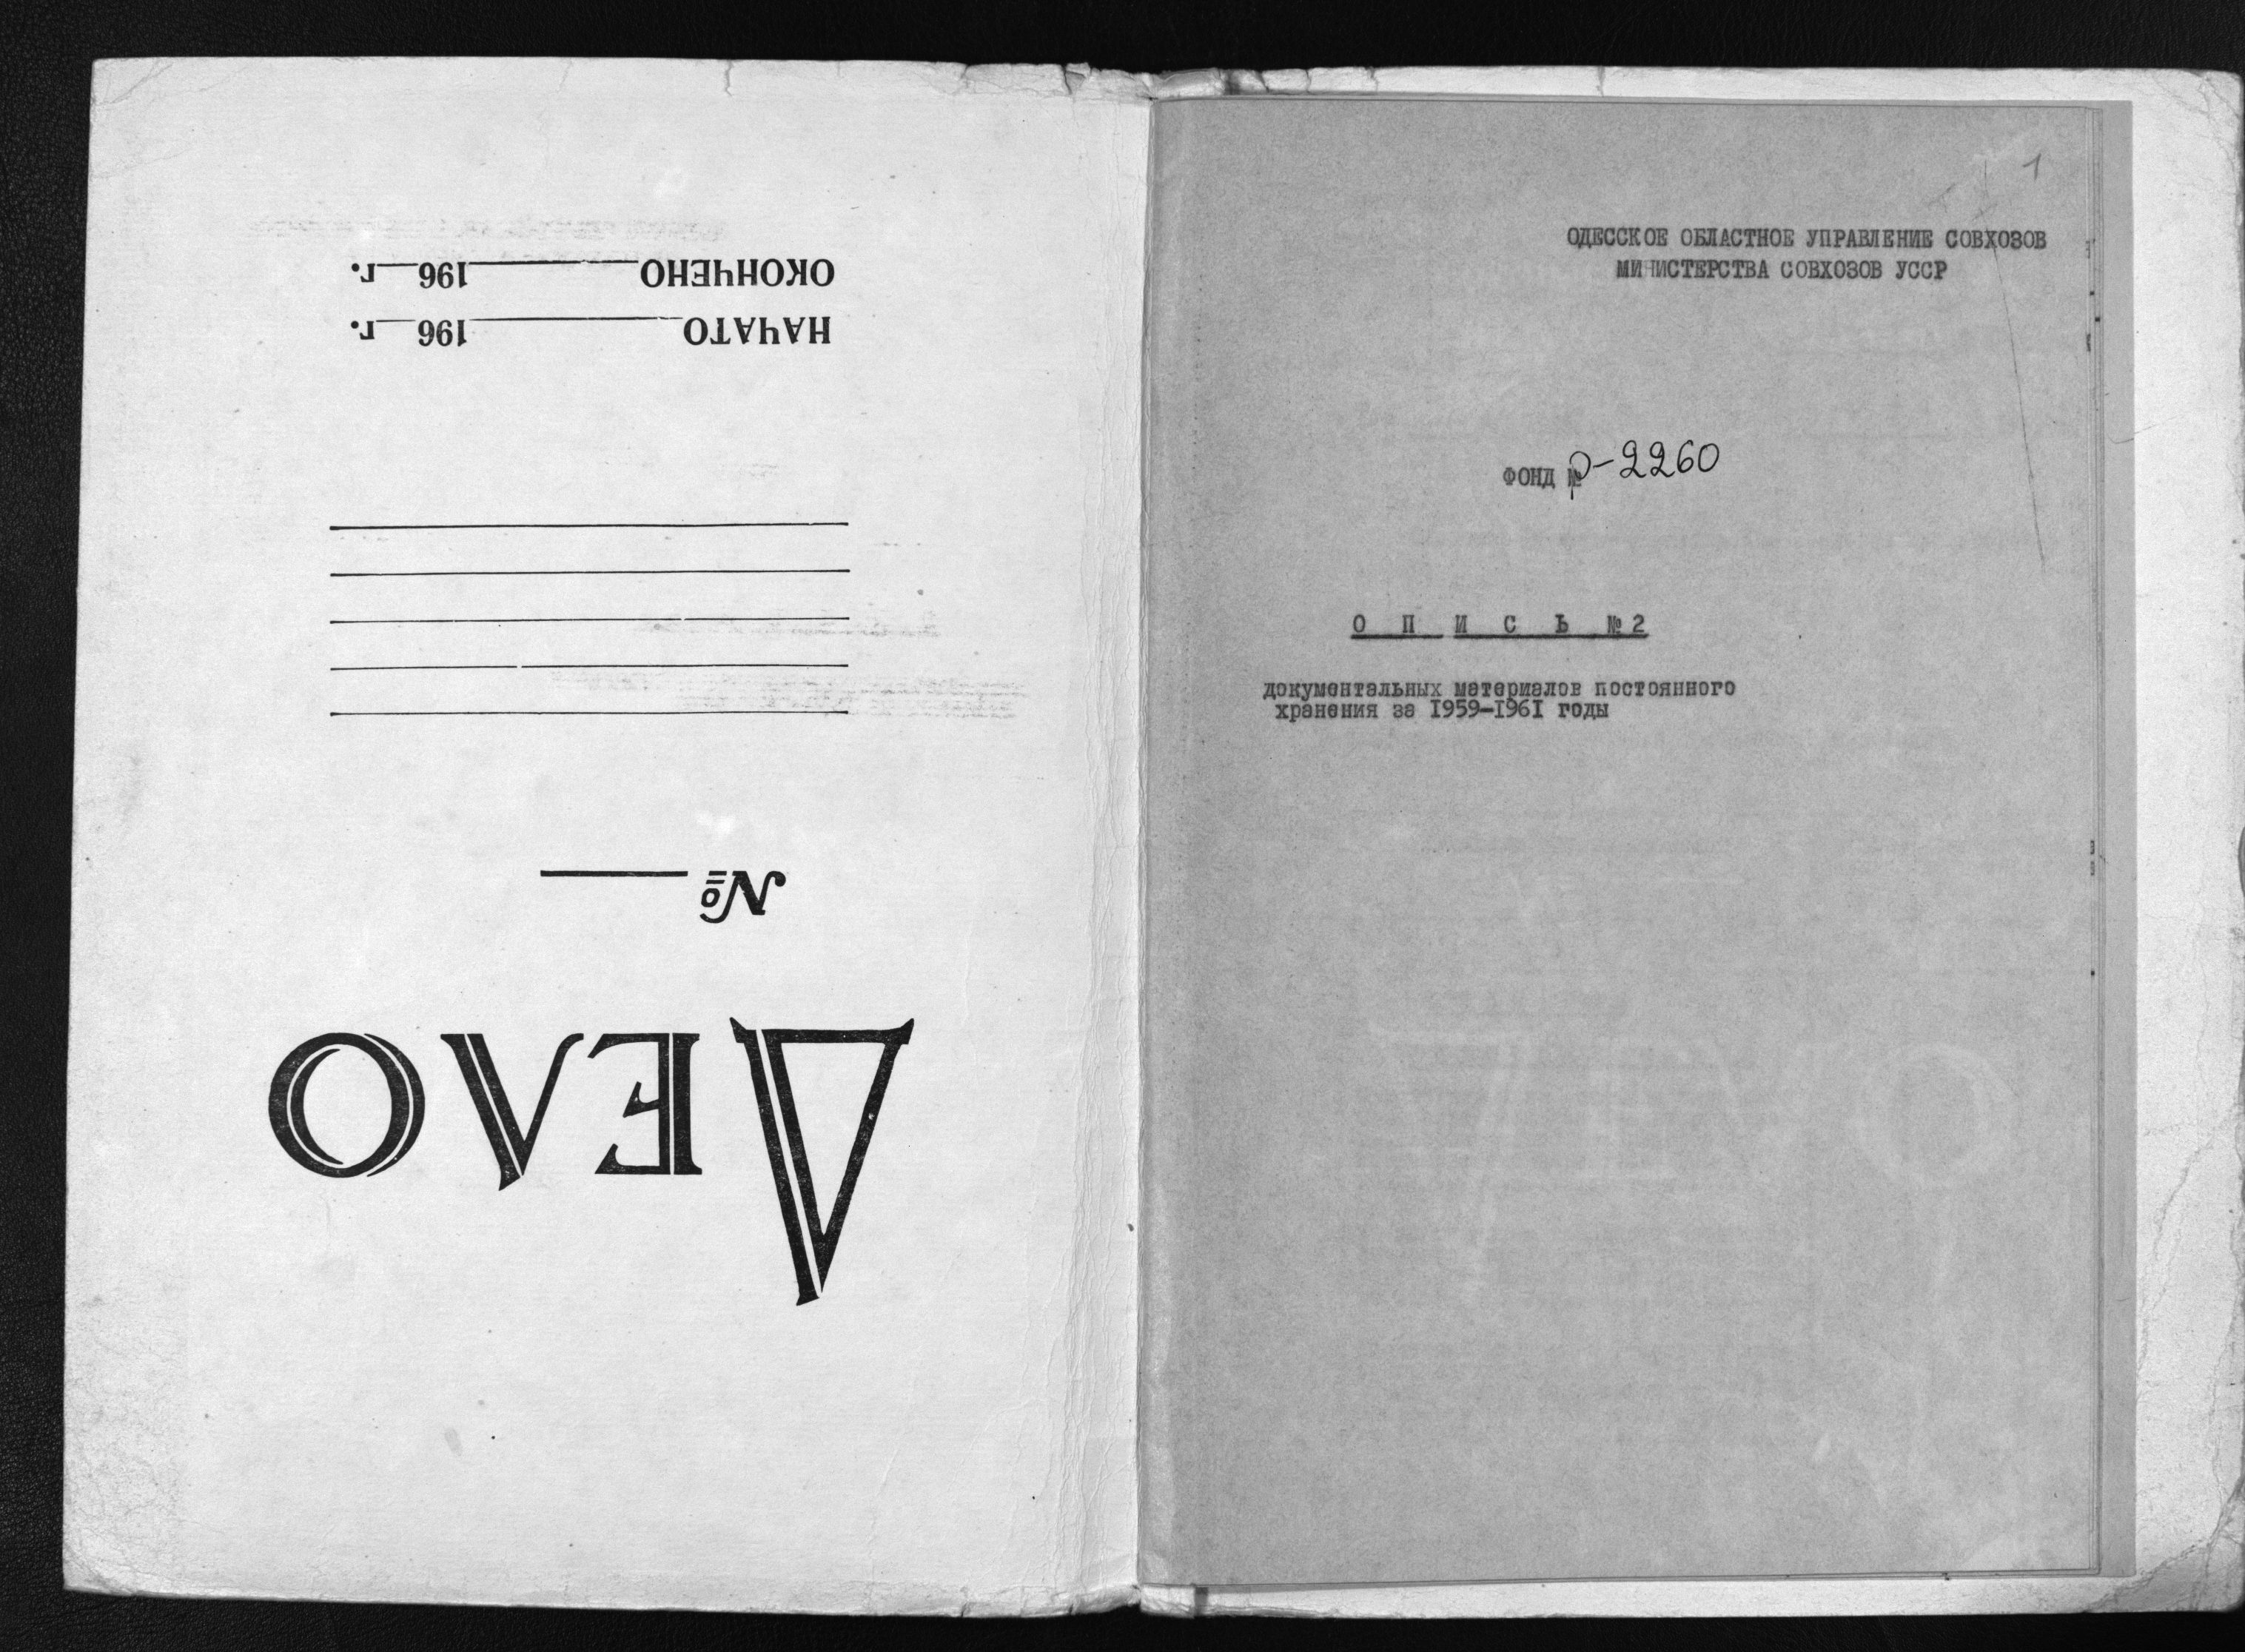 ДЕЛО
№
НАЧАТО 196 г.
ОКОНЧЕНО 196 г.
1
ОДЕССКОЕ ОБЛАСТНОЕ УПРАВЛЕНИЕ СОВХОЗОВ
МИНИСТЕРСТВА СОВХОЗОВ УССР
ФОНД № р-2260
О П И С Ь №2
документальных материалов постоянного
хранения за 1959-1961 годы